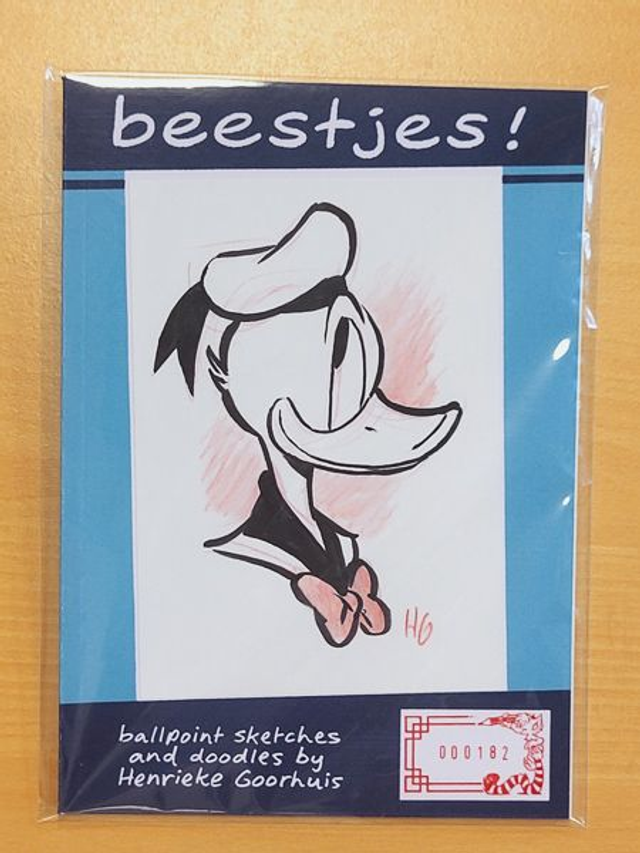 beestjes!
HG
ballpoint sketches
and doodles by
Henrieke Goorhuis
000182